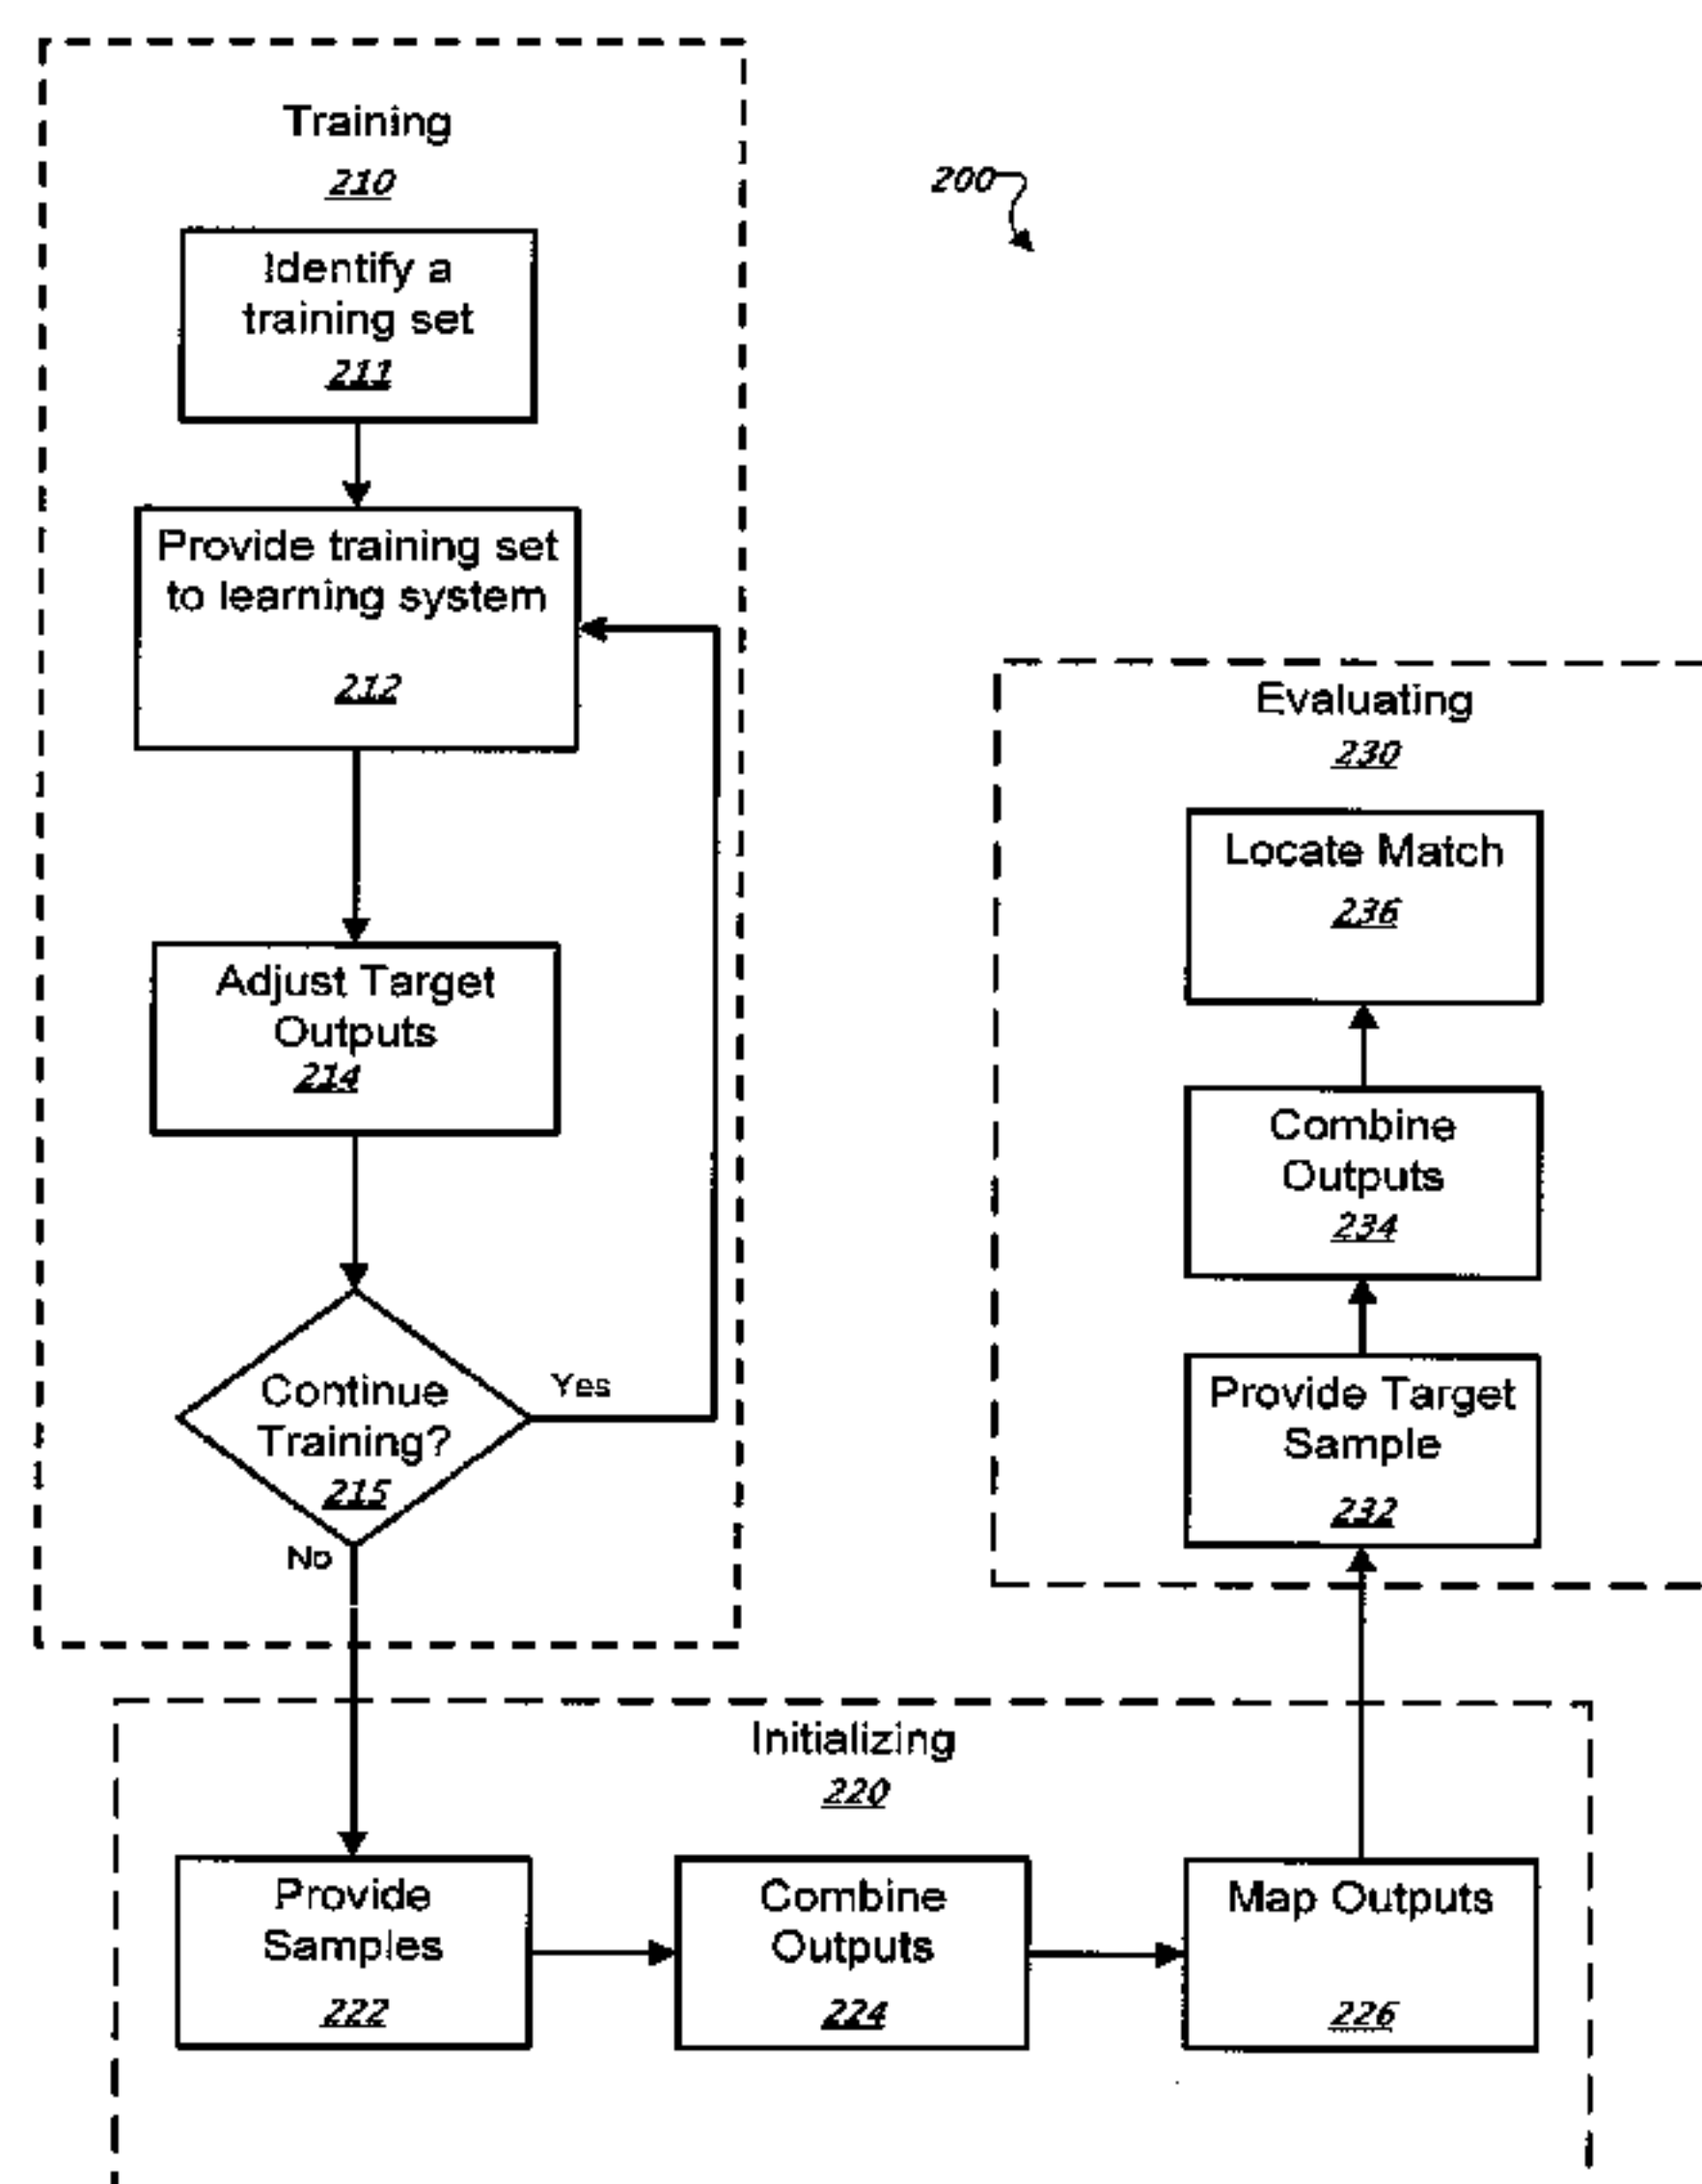 Training
210
Identify a
training set
211
Provide training set
to learning system
212
Adjust Target
Outputs
214
Continue
Training?
215
Yes
No
200
Evaluating
230
Locate Match
236
Combine
Outputs
234
Provide Target
Sample
232
Initializing
220
Provide
Samples
222
Combine
Outputs
224
Map Outputs
226